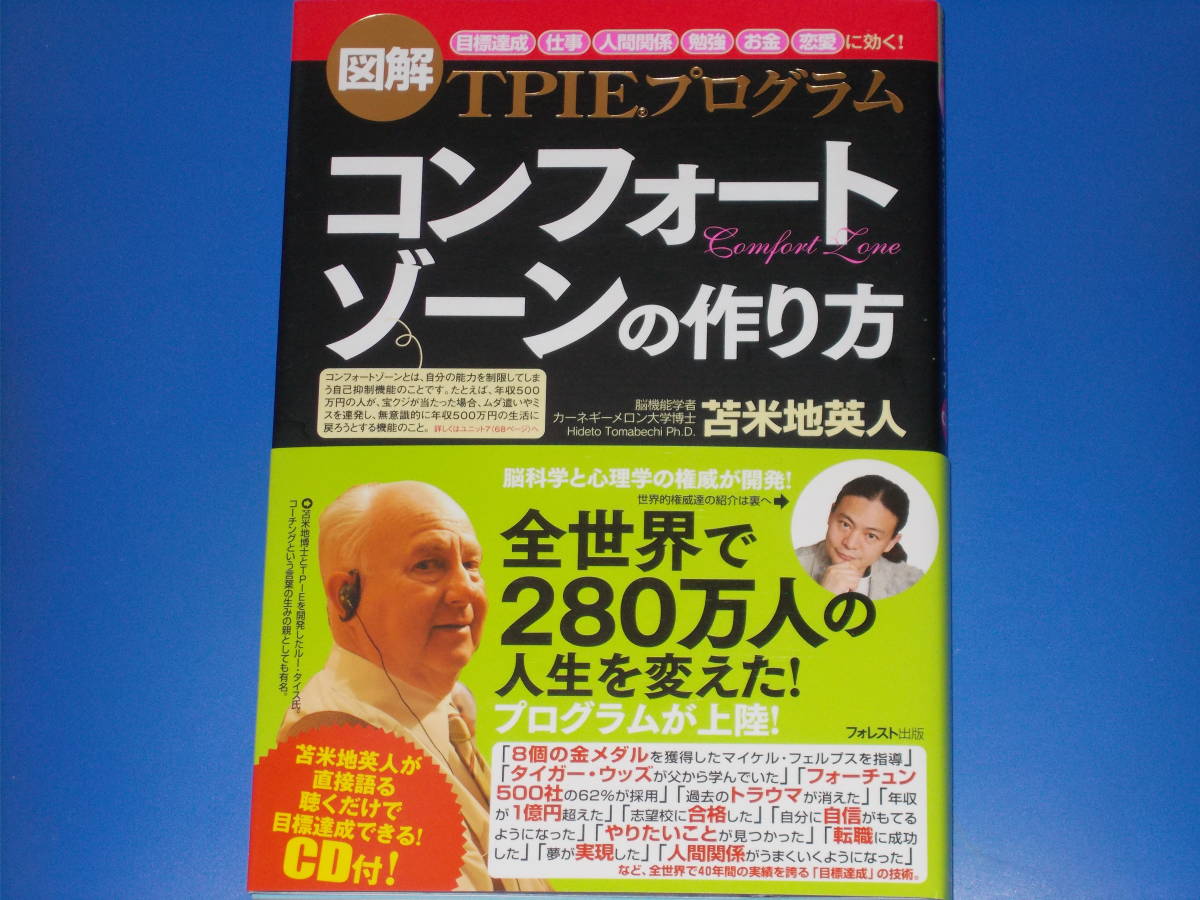 目標達成 仕事 人間関係 勉強 お金 恋愛 に効く!
図解
TPIE®プログラム
コンフォート
Comfort Zone
ゾーンの作り方
コンフォートゾーンとは、自分の能力を制限してしま
う自己抑制機能のことです。たとえば、年収500
万円の人が、宝クジが当たった場合、ムダ遣いやミ
スを連発し、無意識的に年収500万円の生活に
戻ろうとする機能のこと。詳しくはユニット7(68ページ)へ
脳機能学者
カーネギーメロン大学博士
Hideto Tomabechi Ph.D.
苫米地英人
脳科学と心理学の権威が開発!
世界的権威達の紹介は裏へ➡
全世界で
280万人の
人生を変えた!
プログラムが上陸!
➡苫米地博士とTPIEを開発したルー・タイス氏。
コーチングという言葉の生みの親としても有名。
フォレスト出版
苫米地英人が
直接語る
聴くだけで
目標達成できる!
CD付!
「8個の金メダルを獲得したマイケル・フェルプスを指導」
「タイガー・ウッズが父から学んでいた」「フォーチュン
500社の62%が採用」「過去のトラウマが消えた」「年収
が1億円超えた」「志望校に合格した」「自分に自信がもてる
ようになった」「やりたいことが見つかった」「転職に成功
した」「夢が実現した」「人間関係がうまくいくようになった」
など、全世界で40年間の実績を誇る「目標達成」の技術。